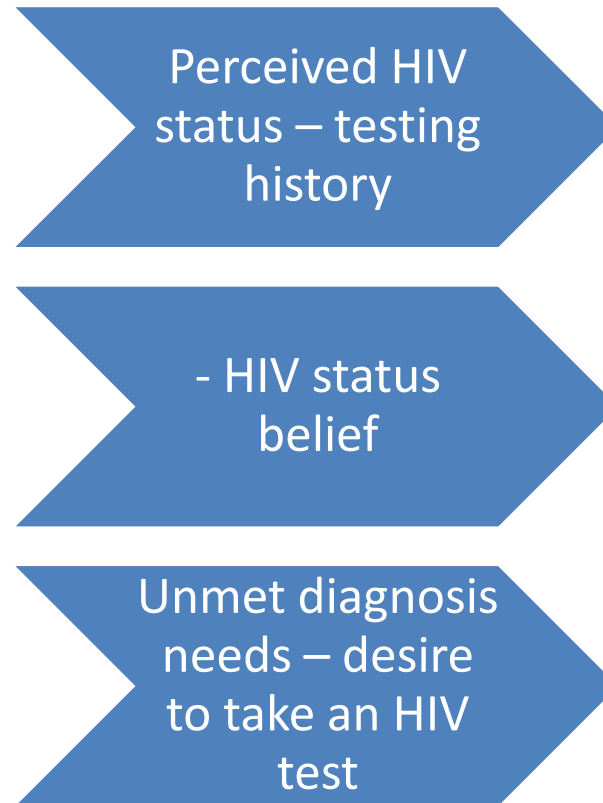 Perceived HIV
status – testing
history
- HIV status
belief
Unmet diagnosis
needs – desire
to take an HIV
test